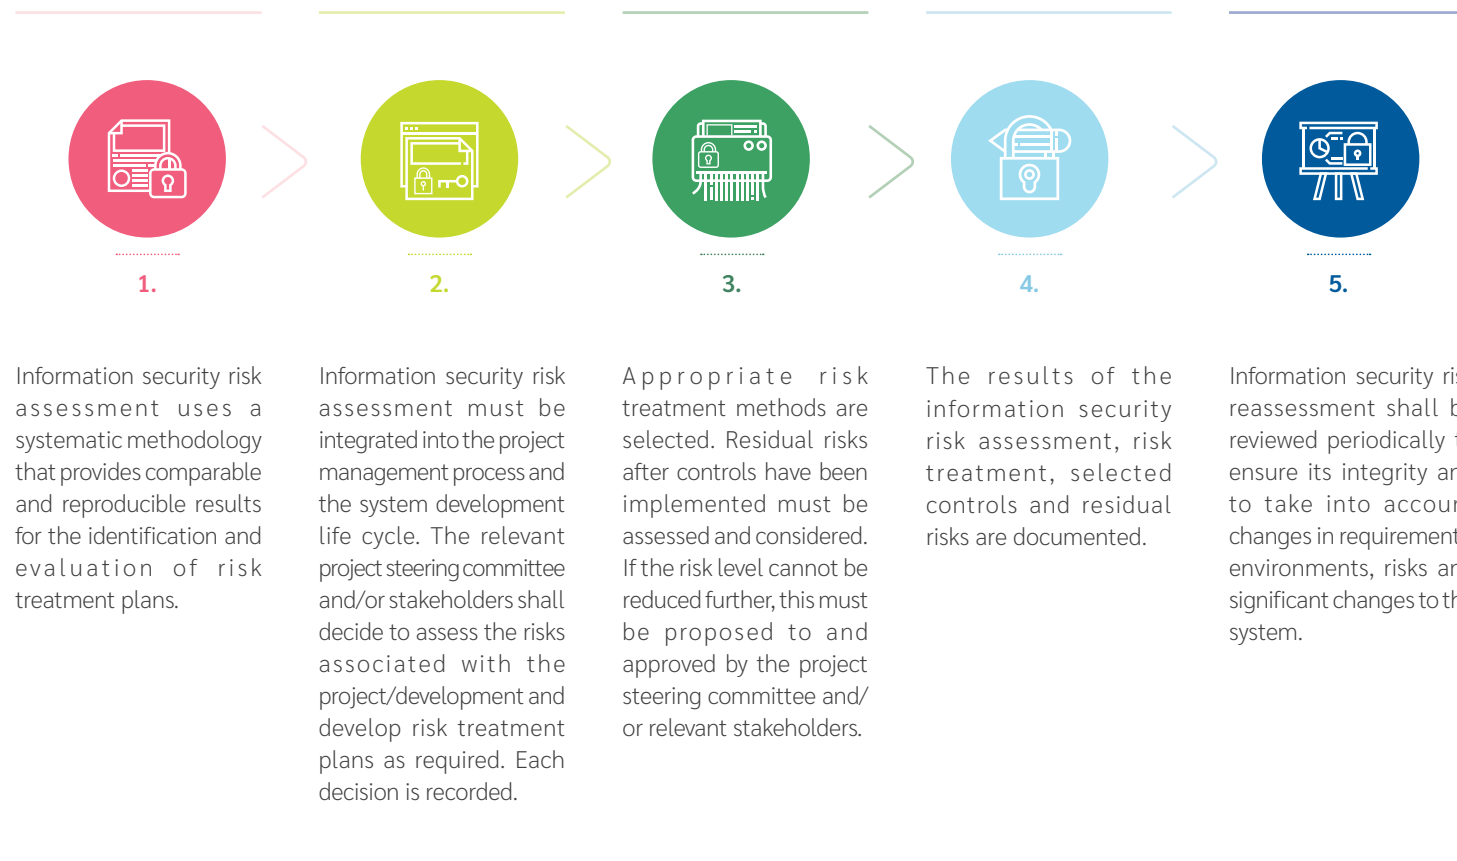 1.
Information security risk
assessment uses a
systematic methodology
that provides comparable
and reproducible results
for the identification and
evaluation of risk
treatment plans.
2.
Information security risk
assessment must be
integrated into the project
management process and
the system development
life cycle. The relevant
project steering committee
and/or stakeholders shall
decide to assess the risks
associated with the
project/development and
develop risk treatment
plans as required. Each
decision is recorded.
3.
Appropriate risk
treatment methods are
selected. Residual risks
after controls have been
implemented must be
assessed and considered.
If the risk level cannot be
reduced further, this must
be proposed to and
approved by the project
steering committee and/
or relevant stakeholders.
4.
The results of the
information security
risk assessment, risk
treatment, selected
controls and residual
risks are documented.
5.
Information security
reassessment shall
reviewed periodically
ensure its integrity
to take into
changes in
environments, risks
significant changes to
system.